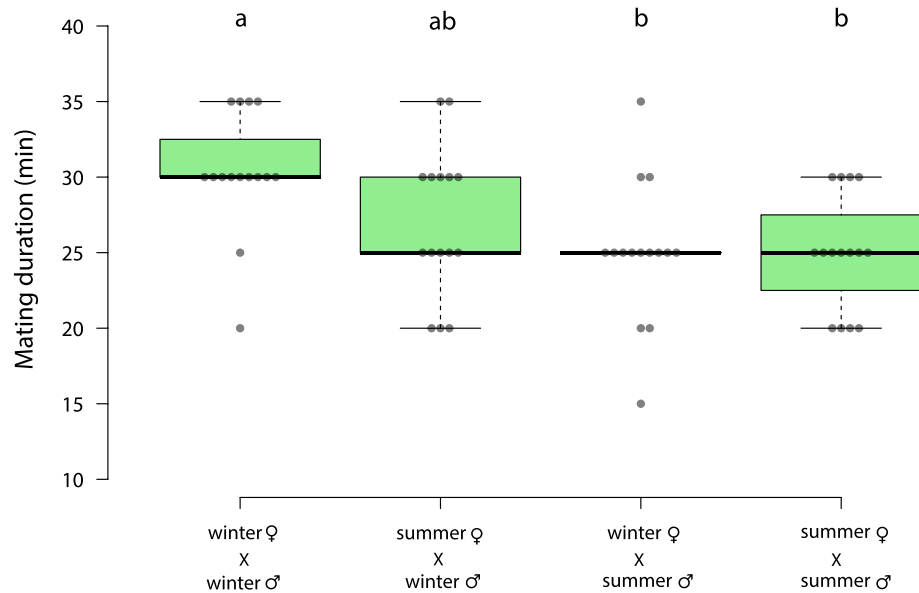 a ab b b
40
35
30
25
20
15
10
Mating duration (min)
winter ♀ summer ♀ winter ♀ summer ♀
X X X X
winter ♂ winter ♂ summer ♂ summer ♂